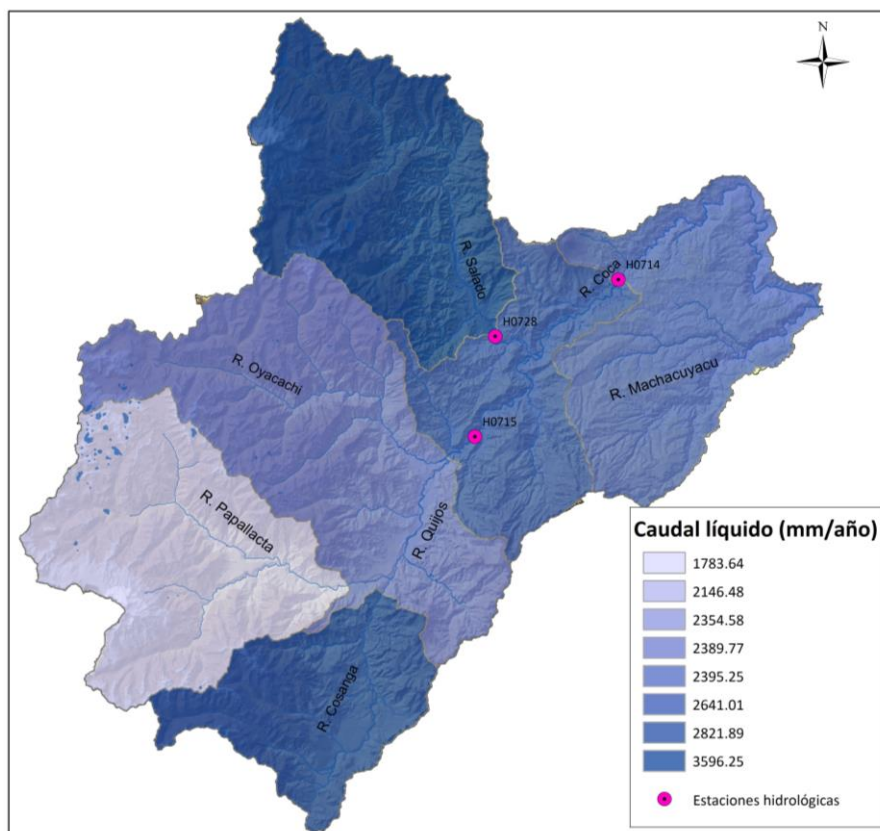 N
R. Salado
R. Coca
H0714
H0728
R. Oyacachi
R. Machacuyacu
H0715
R. Papallacta
R. Quijos
R. Cosanga
Caudal líquido (mm/año)
1783.64
2146.48
2354.58
2389.77
2395.25
2641.01
2821.89
3596.25
Estaciones hidrológicas